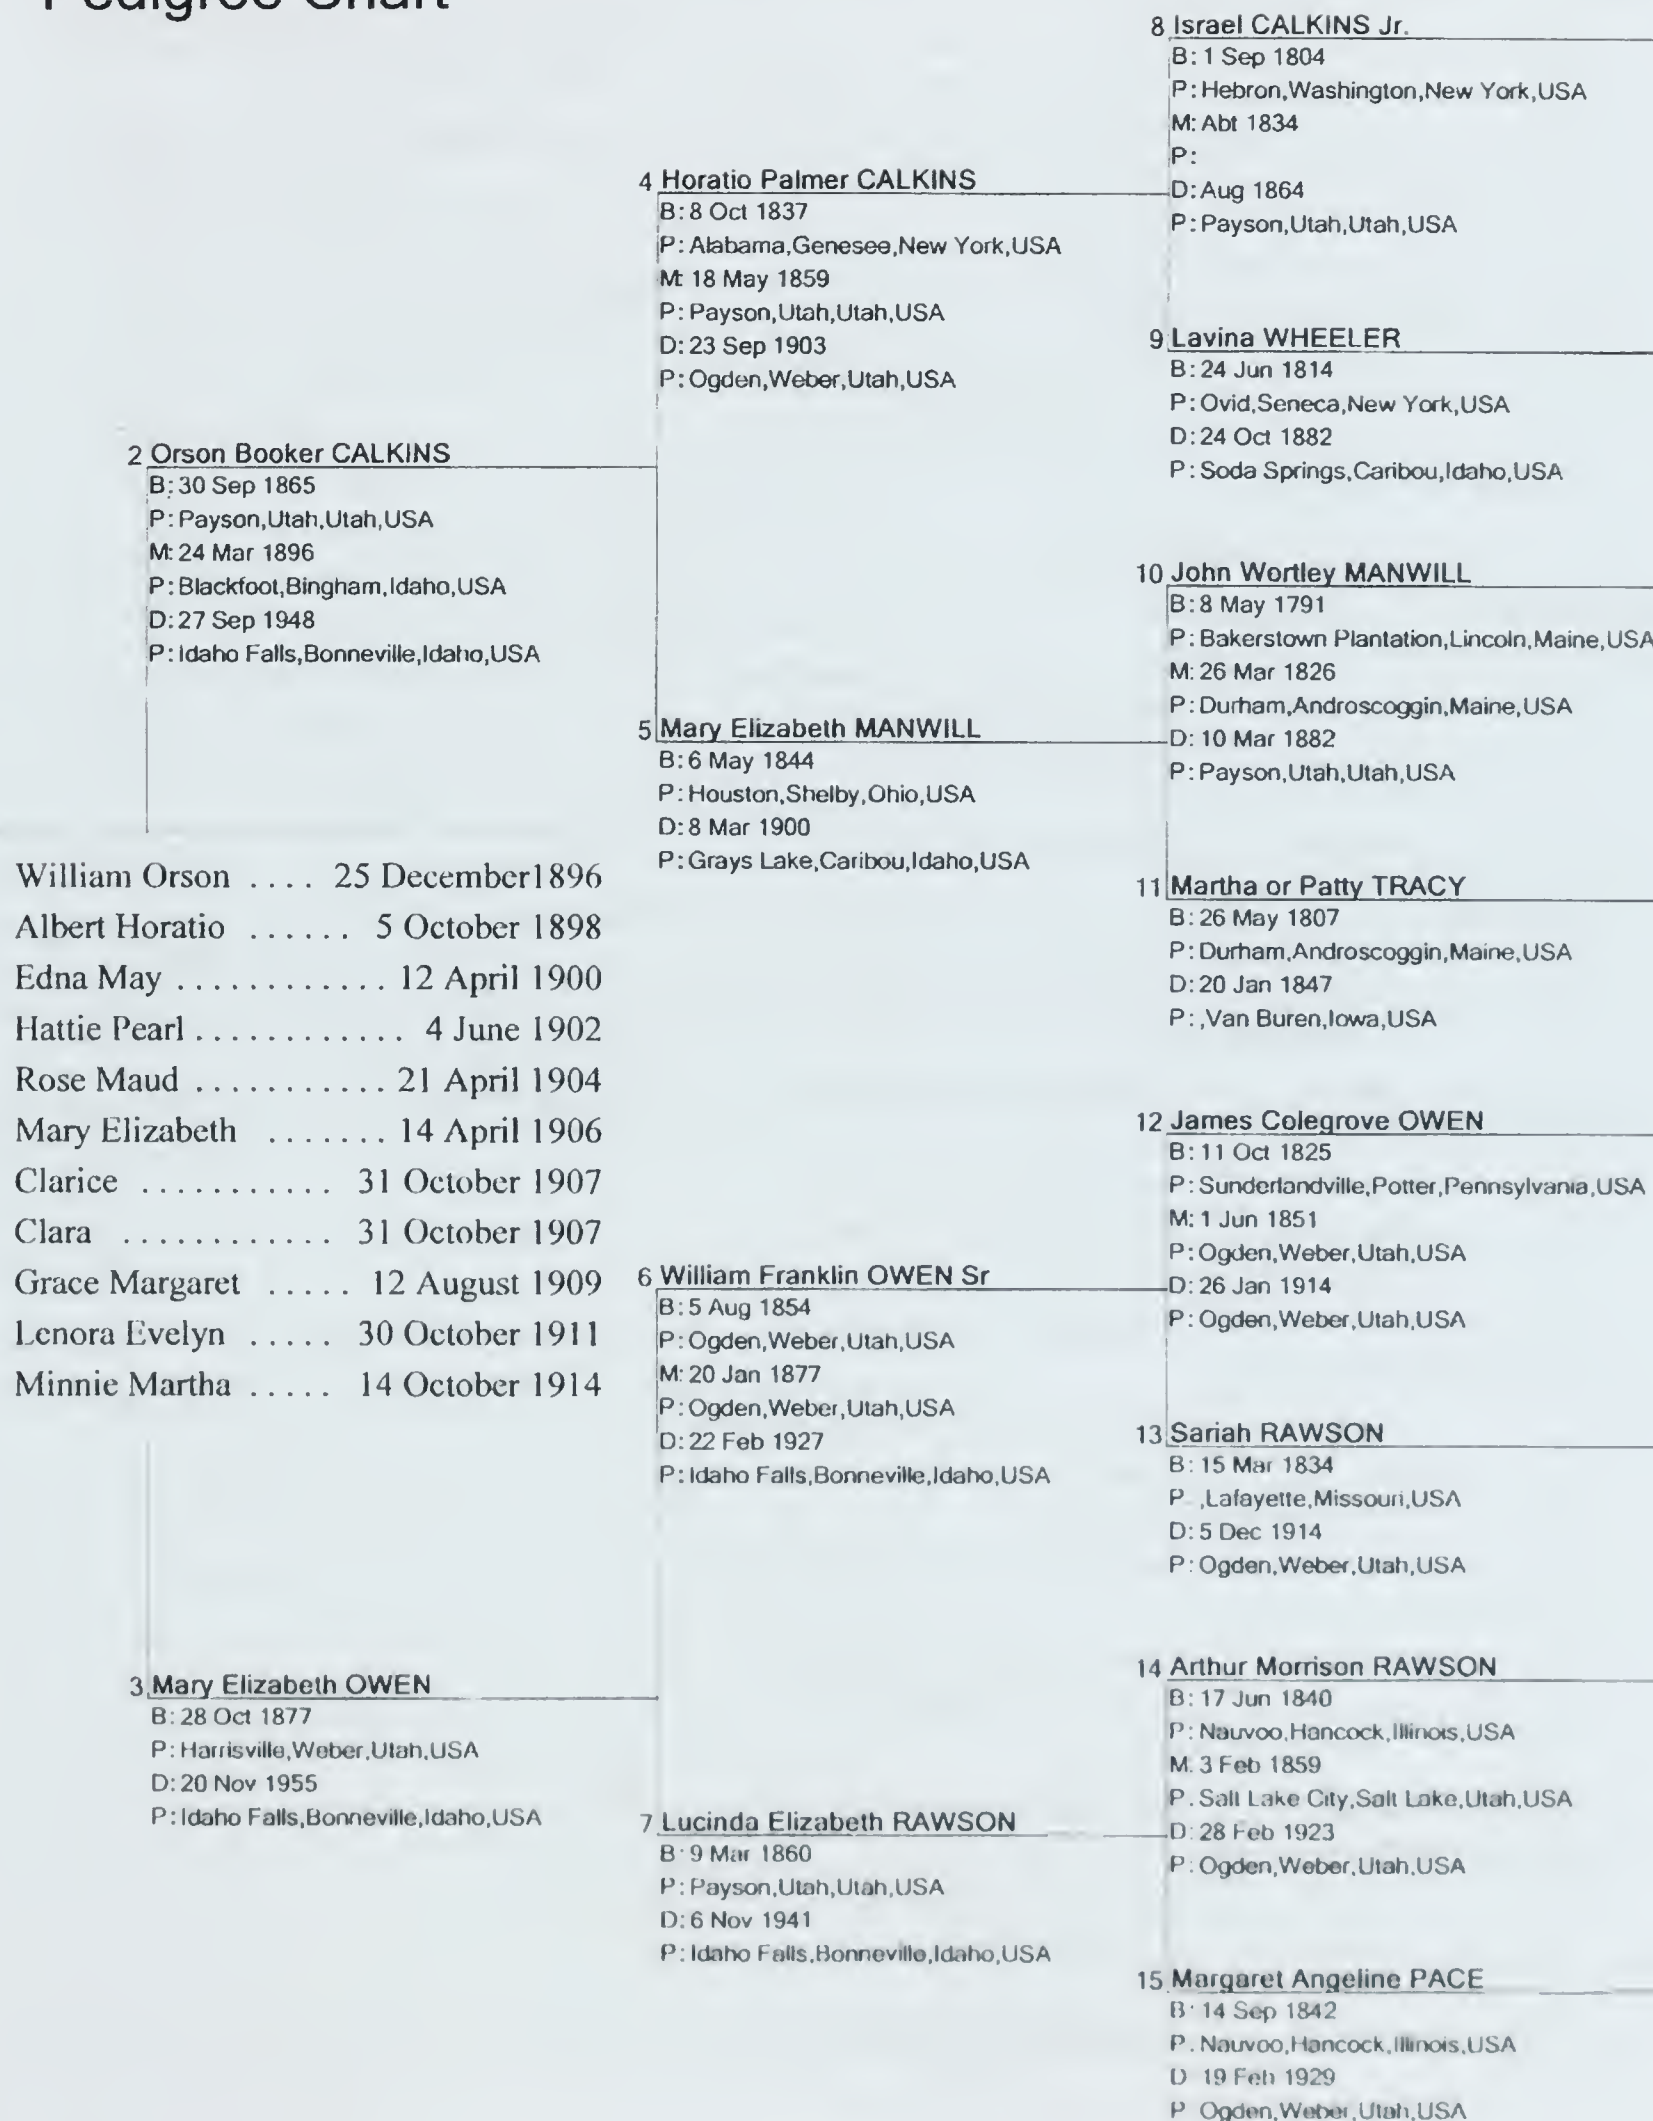 Pedigree Chart
8 Israel CALKINS Jr.
B: 1 Sep 1804
P: Hebron,Washington,New York,USA
M: Abt 1834
P:
D: Aug 1864
P: Payson,Utah,Utah,USA
4 Horatio Palmer CALKINS
B: 8 Oct 1837
P: Alabama,Genesee,New York,USA
M: 18 May 1859
P: Payson,Utah,Utah,USA
D: 23 Sep 1903
P: Ogden,Weber,Utah,USA
9 Lavina WHEELER
B: 24 Jun 1814
P: Ovid,Seneca,New York,USA
D: 24 Oct 1882
P: Soda Springs,Caribou,Idaho,USA
2 Orson Booker CALKINS
B: 30 Sep 1865
P: Payson,Utah,Utah,USA
M: 24 Mar 1896
P: Blackfoot,Bingham,Idaho,USA
D: 27 Sep 1948
P: Idaho Falls,Bonneville,Idaho,USA
10 John Wortley MANWILL
B: 8 May 1791
P: Bakerstown Plantation,Lincoln,Maine,USA
M: 26 Mar 1826
P: Durham,Androscoggin,Maine,USA
D: 10 Mar 1882
P: Payson,Utah,Utah,USA
5 Mary Elizabeth MANWILL
B: 6 May 1844
P: Houston,Shelby,Ohio,USA
D: 8 Mar 1900
P: Grays Lake,Caribou,Idaho,USA
11 Martha or Patty TRACY
B: 26 May 1807
P: Durham,Androscoggin,Maine,USA
D: 20 Jan 1847
P: ,Van Buren,Iowa,USA
William Orson .... 25 December1896
Albert Horatio ...... 5 October 1898
Edna May ............ 12 April 1900
Hattie Pearl ............ 4 June 1902
Rose Maud ........... 21 April 1904
Mary Elizabeth ....... 14 April 1906
Clarice ........... 31 October 1907
Clara ............ 31 October 1907
Grace Margaret ..... 12 August 1909
Lenora Evelyn ..... 30 October 1911
Minnie Martha ..... 14 October 1914
12 James Colegrove OWEN
B: 11 Oct 1825
P: Sunderlandville,Potter,Pennsylvania,USA
M: 1 Jun 1851
P: Ogden,Weber,Utah,USA
D: 26 Jan 1914
P: Ogden,Weber,Utah,USA
6 William Franklin OWEN Sr
B: 5 Aug 1854
P: Ogden,Weber,Utah,USA
M: 20 Jan 1877
P: Ogden,Weber,Utah,USA
D: 22 Feb 1927
P: Idaho Falls,Bonneville,Idaho,USA
13 Sariah RAWSON
B: 15 Mar 1834
P: ,Lafayette,Missouri,USA
D: 5 Dec 1914
P: Ogden,Weber,Utah,USA
3 Mary Elizabeth OWEN
B: 28 Oct 1877
P: Harrisville,Weber,Utah,USA
D: 20 Nov 1955
P: Idaho Falls,Bonneville,Idaho,USA
14 Arthur Morrison RAWSON
B: 17 Jun 1840
P: Nauvoo,Hancock,Illinois,USA
M: 3 Feb 1859
P: Salt Lake City,Salt Lake,Utah,USA
D: 28 Feb 1923
P: Ogden,Weber,Utah,USA
7 Lucinda Elizabeth RAWSON
B: 9 Mar 1860
P: Payson,Utah,Utah,USA
D: 6 Nov 1941
P: Idaho Falls,Bonneville,Idaho,USA
15 Margaret Angeline PACE
B: 14 Sep 1842
P: Nauvoo,Hancock,Illinois,USA
D: 19 Feb 1929
P: Ogden,Weber,Utah,USA